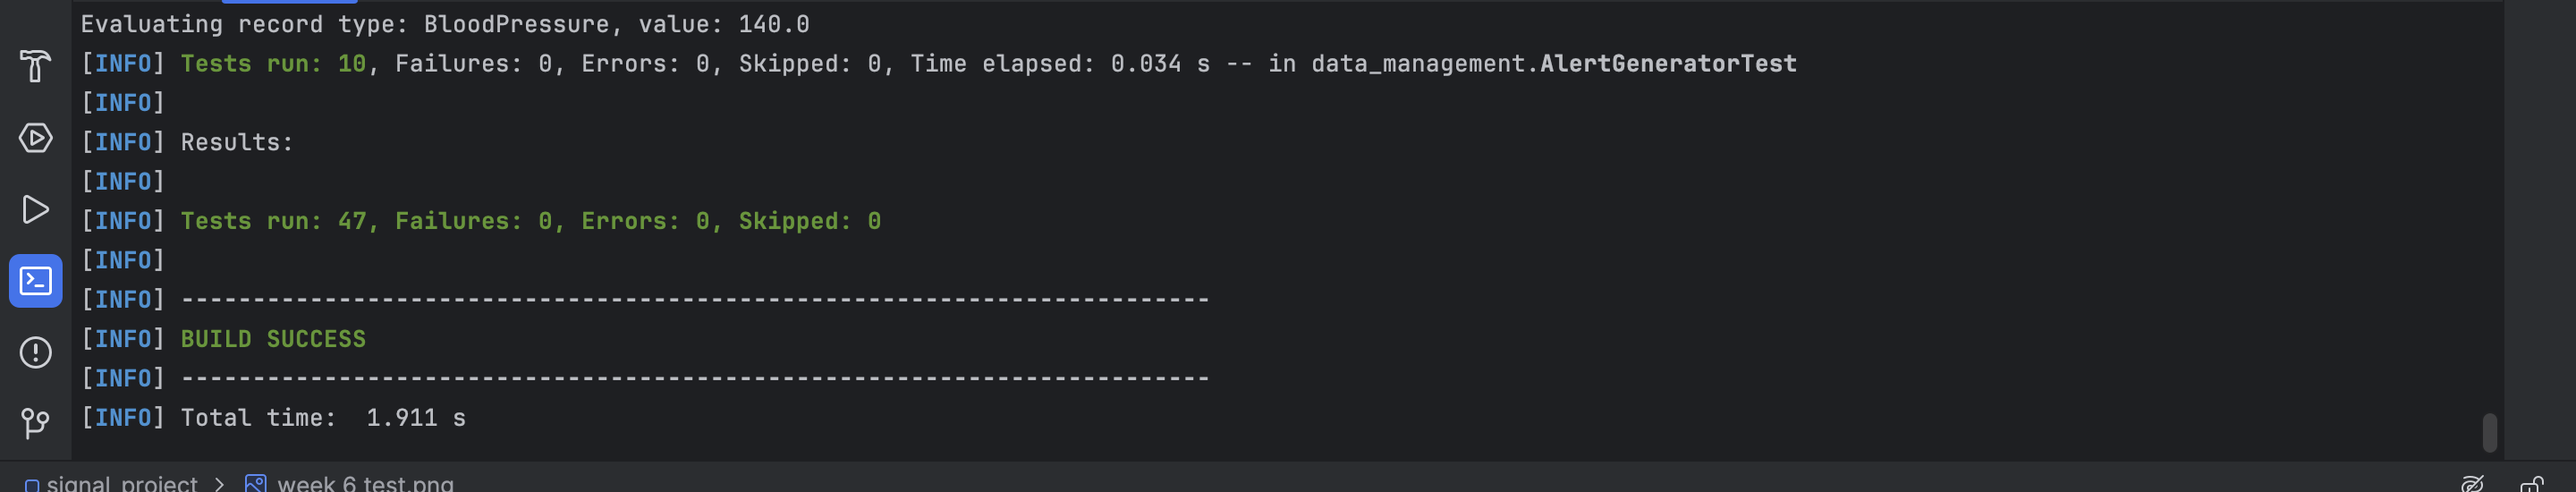 Evaluating record type: BloodPressure, value: 140.0
[INFO] Tests run: 10, Failures: 0, Errors: 0, Skipped: 0, Time elapsed: 0.034 s -- in data_management.AlertGeneratorTest
[INFO]
[INFO] Results:
[INFO]
[INFO] Tests run: 47, Failures: 0, Errors: 0, Skipped: 0
[INFO]
[INFO] ------------------------------------------------------------------------
[INFO] BUILD SUCCESS
[INFO] ------------------------------------------------------------------------
[INFO] Total time:  1.911 s
signal_project > week 6 test.png